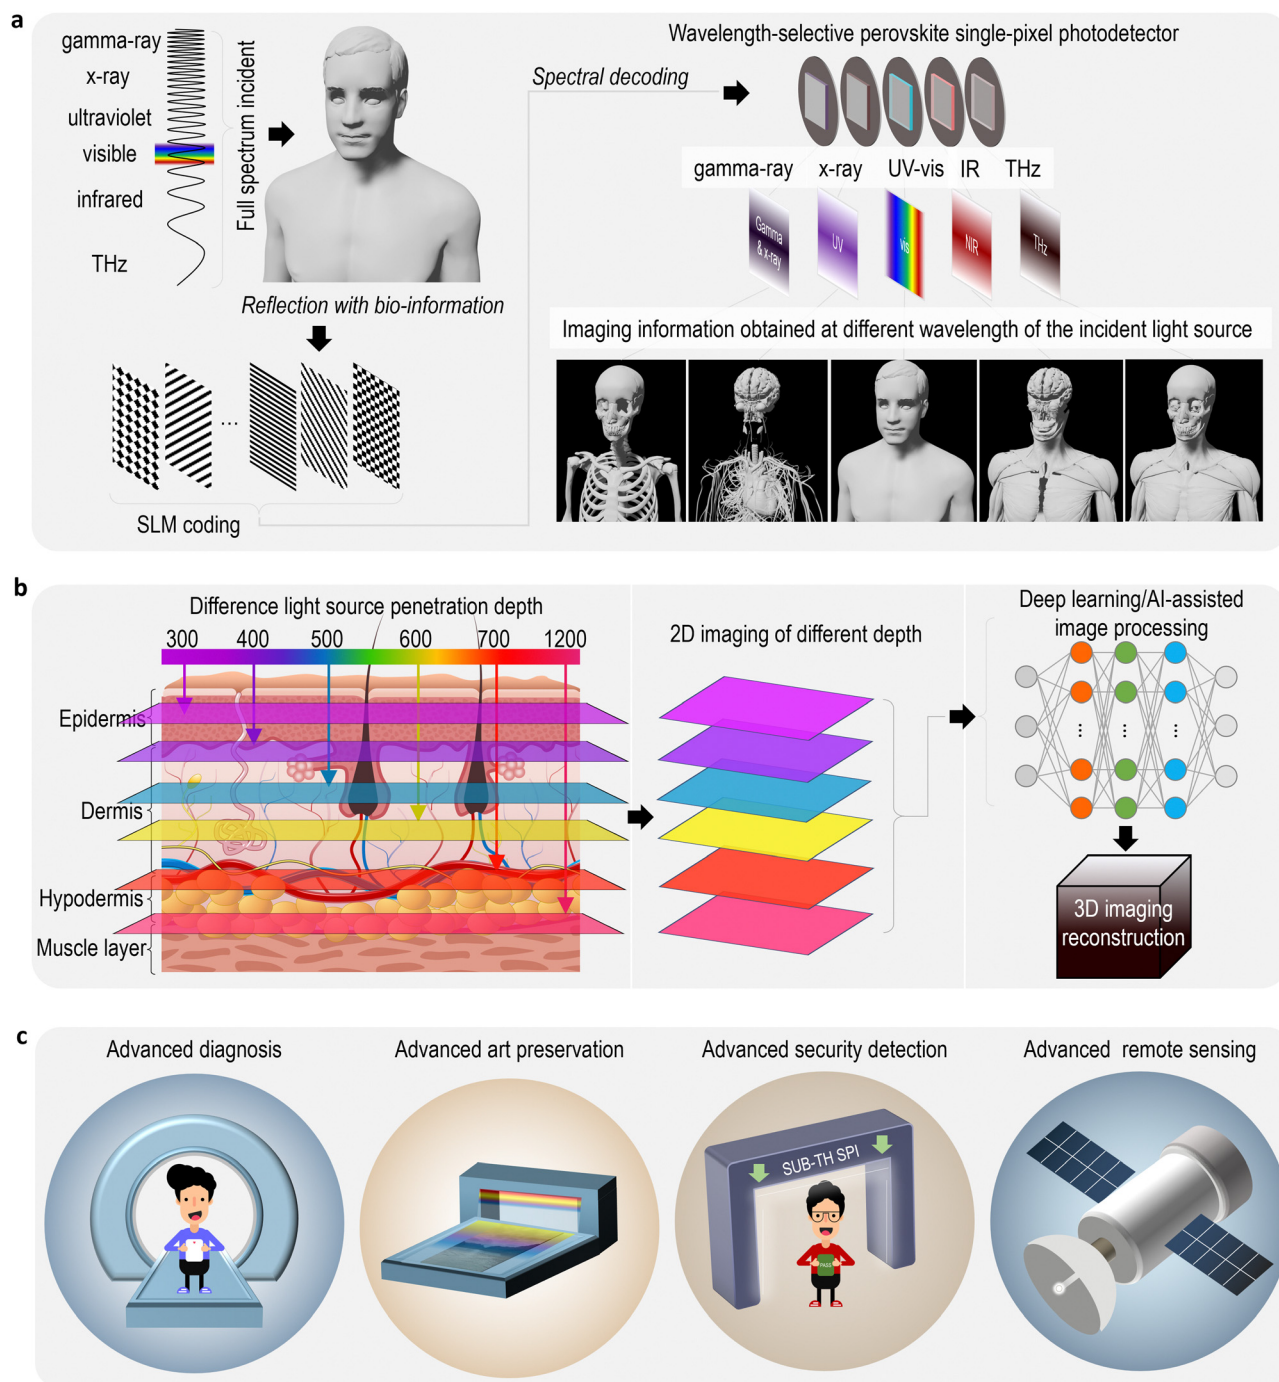 a
gamma-ray
x-ray
ultraviolet
visible
infrared
THz
Full spectrum incident
Reflection with bio-information
...
SLM coding
Spectral decoding
Wavelength-selective perovskite single-pixel photodetector
gamma-ray x-ray UV-vis IR THz
Gamma
& x-ray
UV
vis
NIR
THz
Imaging information obtained at different wavelength of the incident light source
b
Difference light source penetration depth
300 400 500 600 700 1200
Epidermis
Dermis
Hypodermis
Muscle layer
2D imaging of different depth
Deep learning/AI-assisted
image processing
3D imaging
reconstruction
c
Advanced diagnosis
Advanced art preservation
Advanced security detection
SUB-TH SPI
PASS
Advanced remote sensing